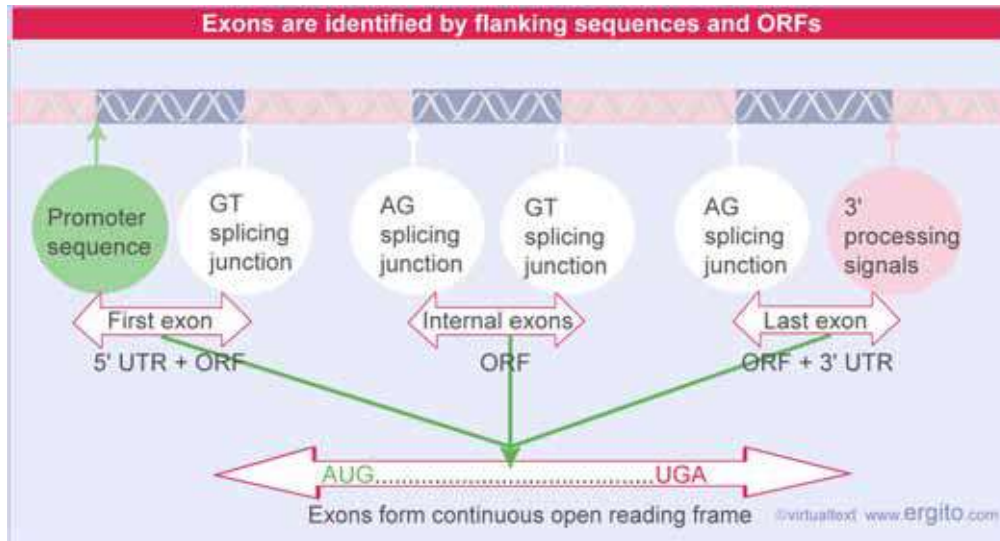 Exons are identified by flanking sequences and ORFs
Promoter
sequence
GT
splicing
junction
AG
splicing
junction
GT
splicing
junction
AG
splicing
junction
3'
processing
signals
First exon
Internal exons
Last exon
5' UTR + ORF
ORF
ORF + 3' UTR
AUG.......................................UGA
Exons form continuous open reading frame
©virtualtext www.ergito.com